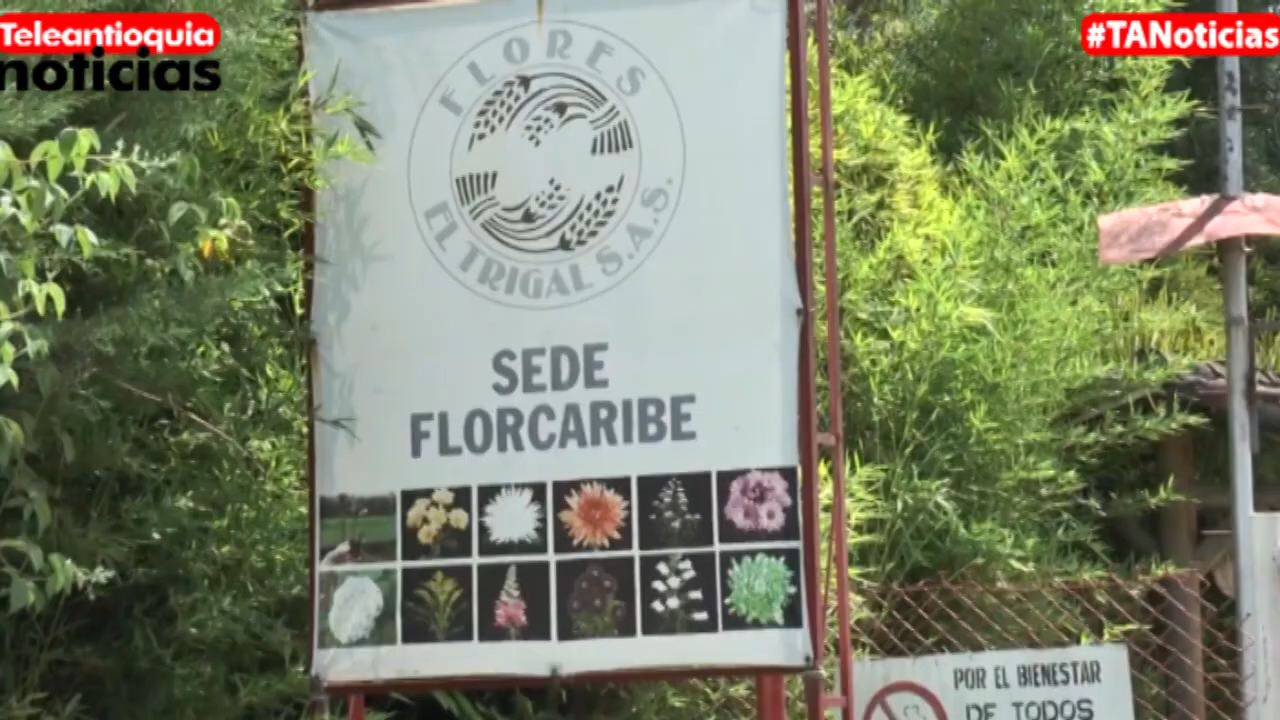 Teleantioquia
noticias
#TANoticias
FLORES
EL TRIGAL S.A.S.
SEDE
FLORCARIBE
POR EL BIENESTAR
DE TODOS